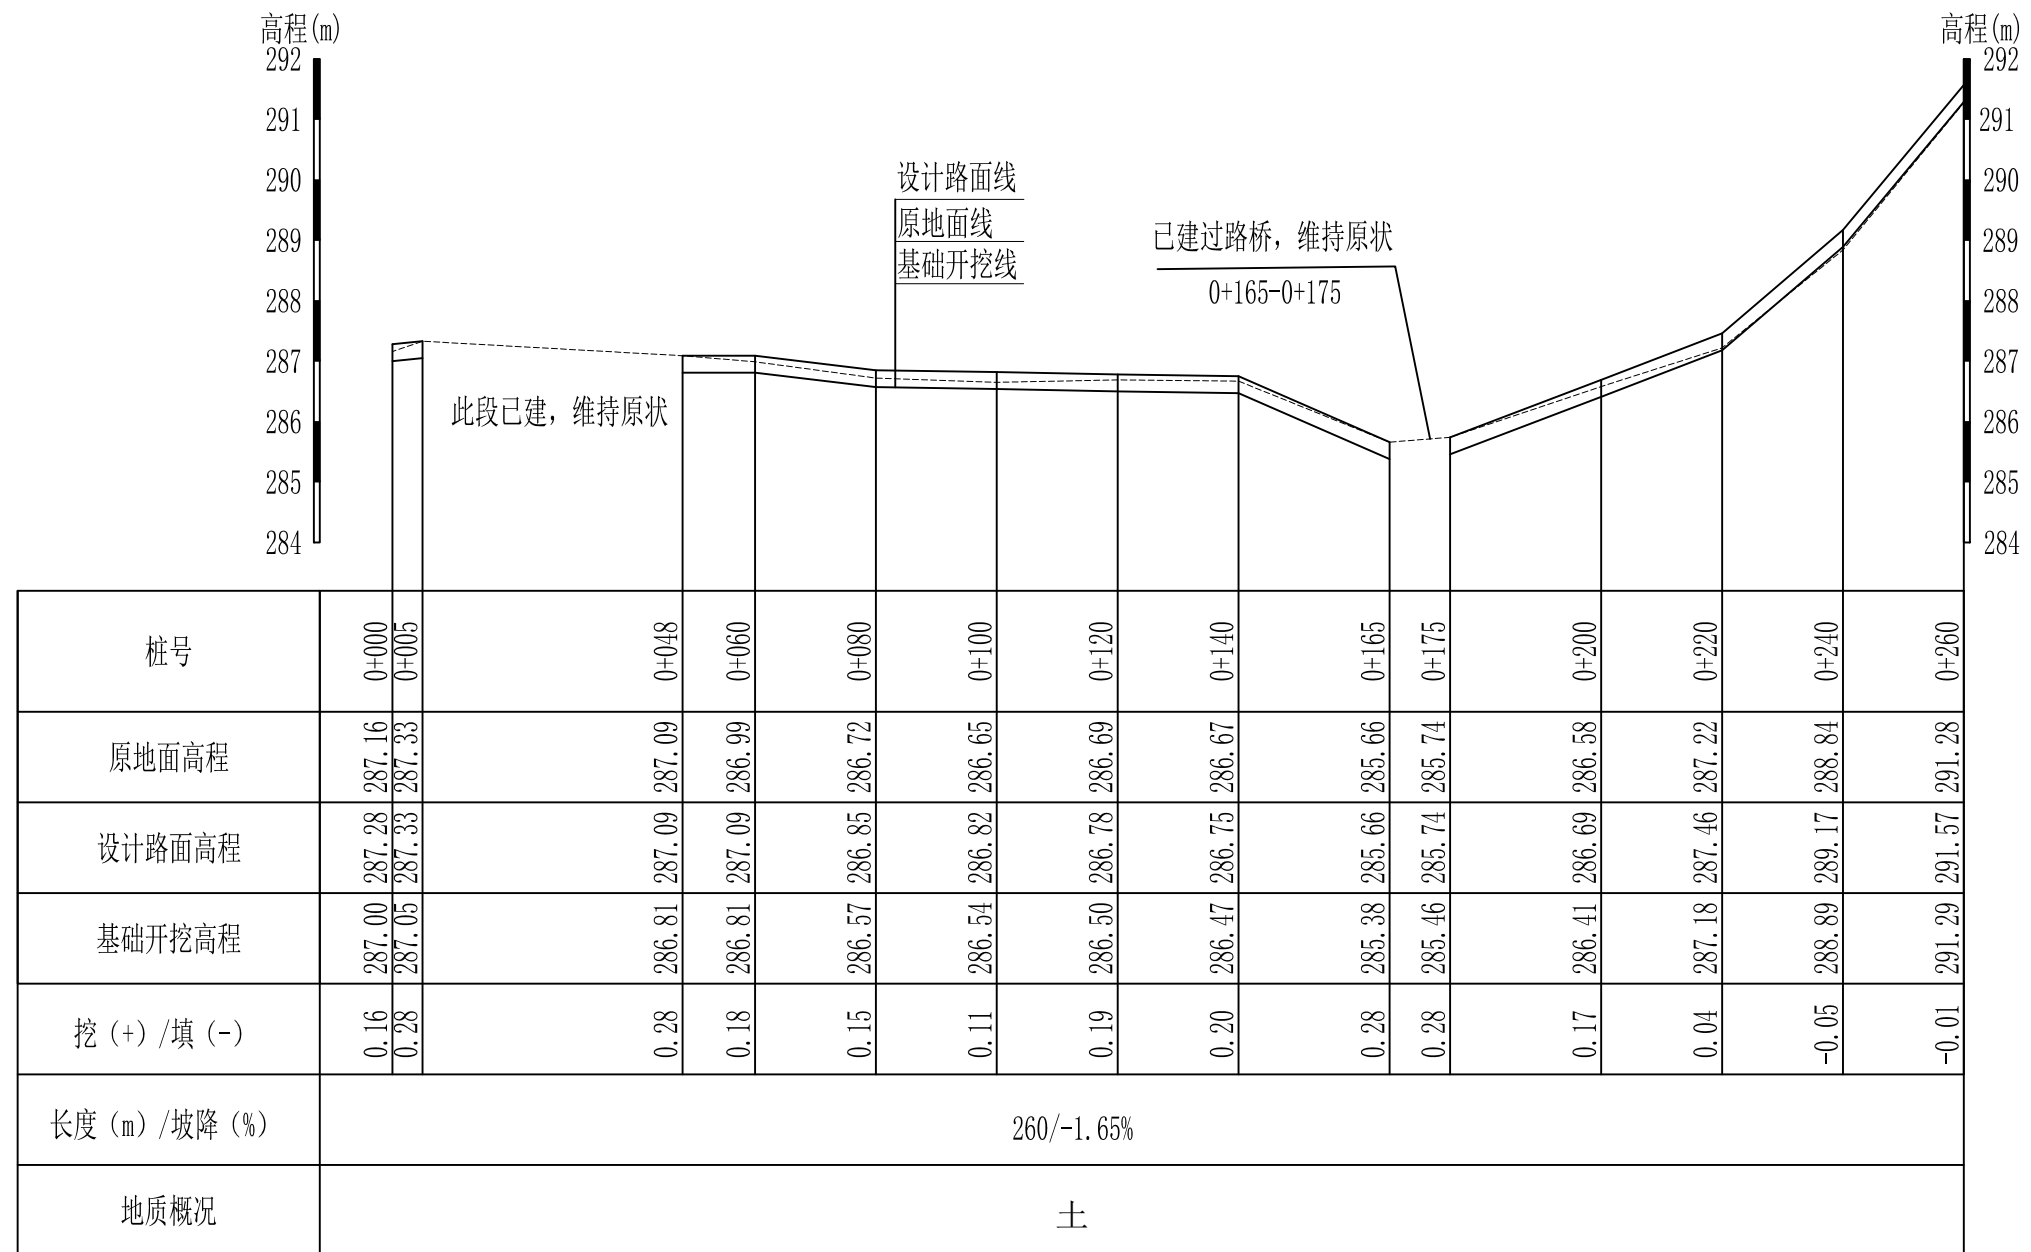 高程(m)
高程(m)
292
291
290
289
288
287
286
285
284
292
291
290
289
288
287
286
285
284
设计路面线
原地面线
基础开挖线
已建过路桥，维持原状
0+165-0+175
此段已建，维持原状
桩号 0+000 0+005 0+048 0+060 0+080 0+100 0+120 0+140 0+165 0+175 0+200 0+220 0+240 0+260
原地面高程 287.16 287.33 287.09 286.99 286.72 286.65 286.69 286.67 285.66 285.74 286.58 287.22 288.84 291.28
设计路面高程 287.28 287.33 287.09 287.09 286.85 286.82 286.78 286.75 285.66 285.74 286.69 287.46 289.17 291.57
基础开挖高程 287.00 287.05 286.81 286.81 286.57 286.54 286.50 286.47 285.38 285.46 286.41 287.18 288.89 291.29
挖（+）/填（-） 0.16 0.28 0.28 0.18 0.15 0.11 0.19 0.20 0.28 0.28 0.17 0.04 -0.05 -0.01
长度（m）/坡降（%） 260/-1.65%
地质概况 土